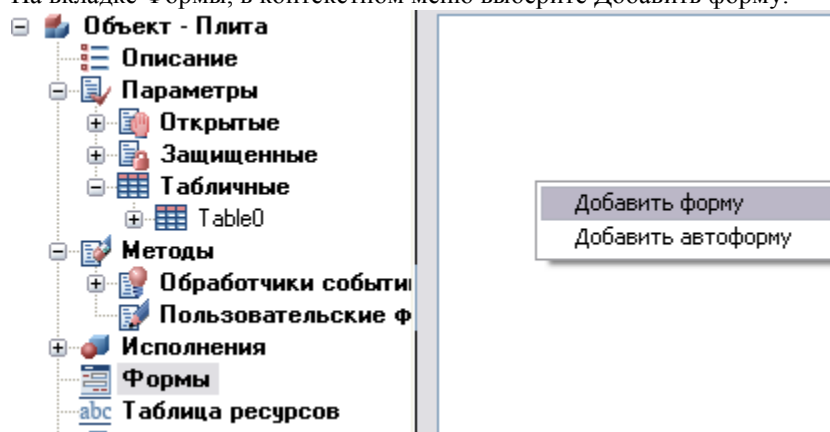 На вкладке Формы, в контекстном меню выберите Добавить форму.
Объект - Плита
Описание
Параметры
Открытые
Защищенные
Табличные
Table0
Методы
Обработчики событи
Пользовательские ф
Исполнения
Формы
abc Таблица ресурсов
Добавить форму
Добавить автоформу